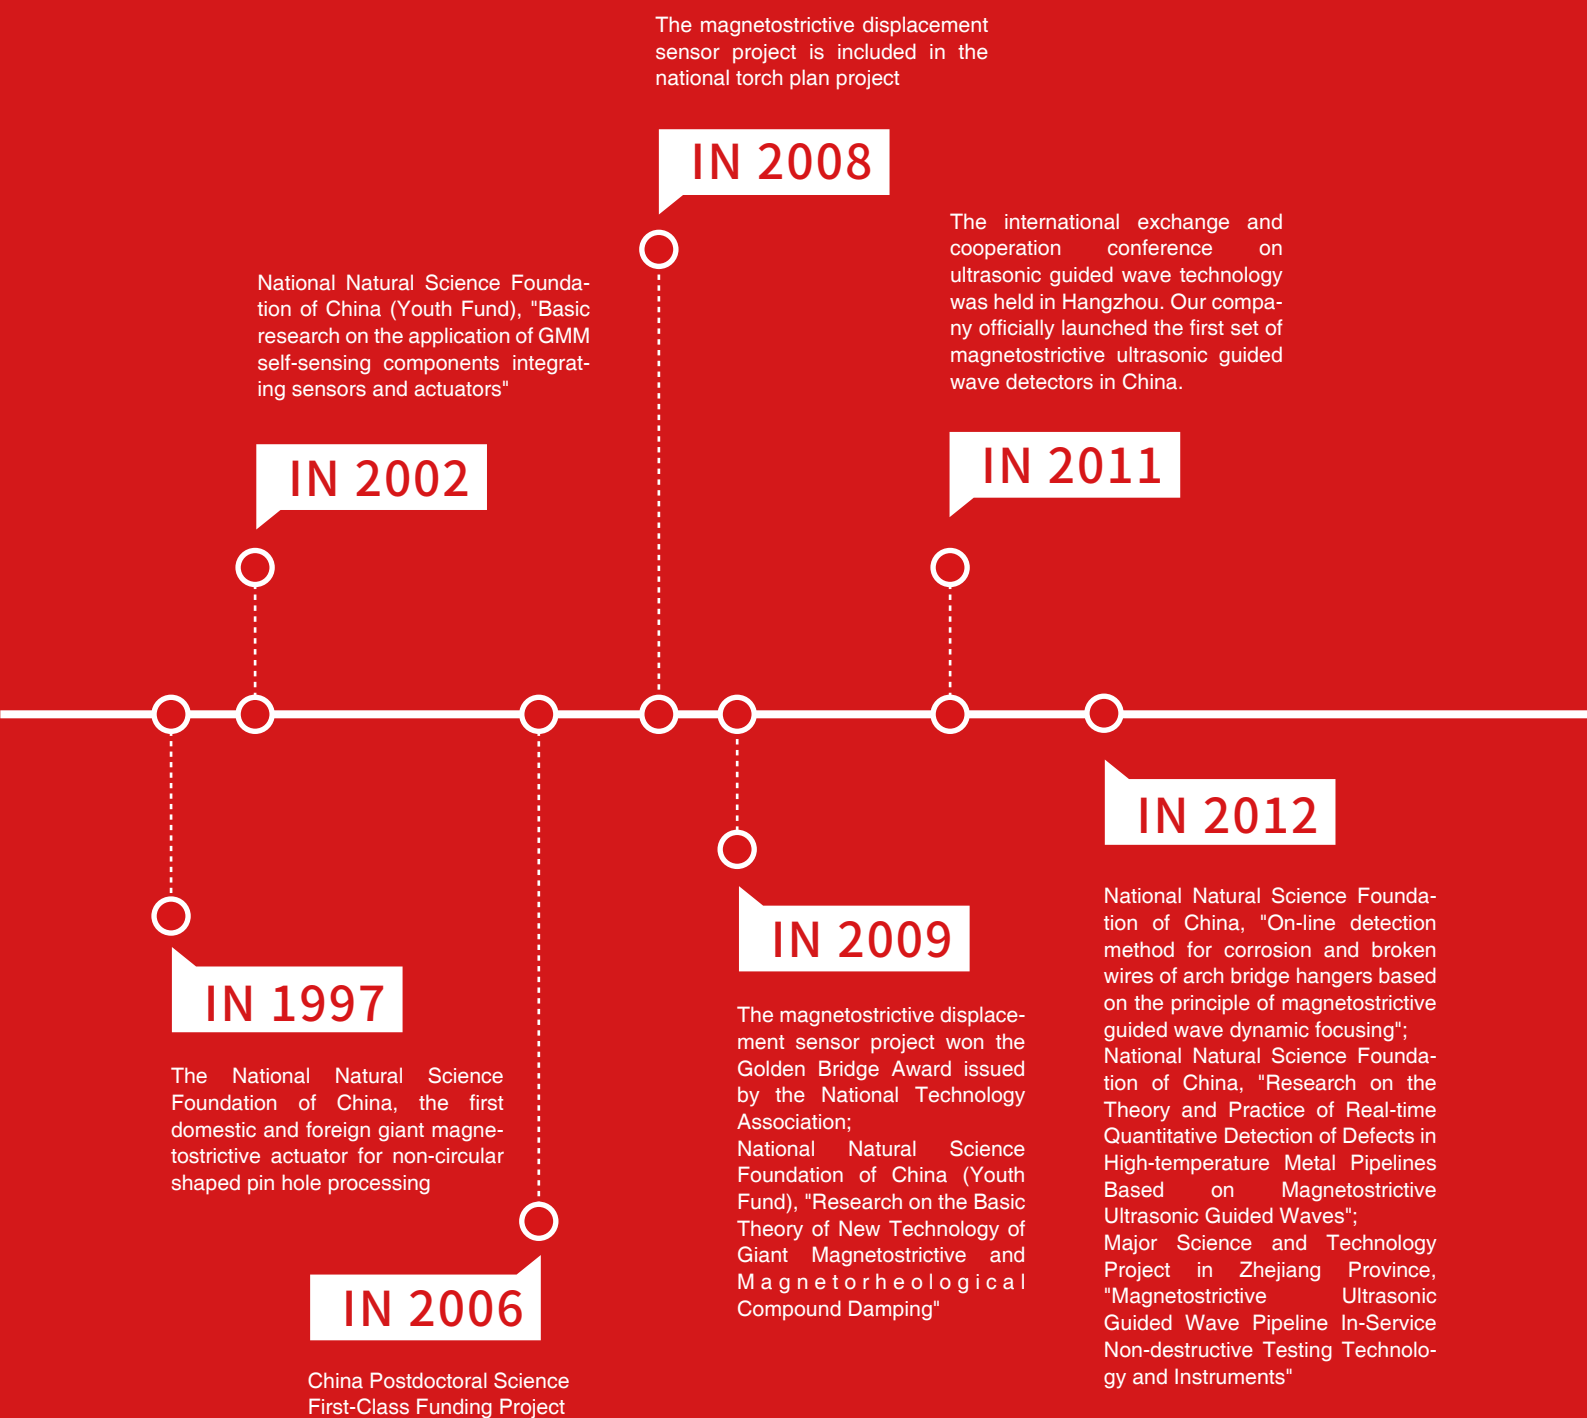 The magnetostrictive displacement
sensor project is included in the
national torch plan project
IN 2008
The international exchange and
cooperation conference on
ultrasonic guided wave technology
was held in Hangzhou. Our compa-
ny officially launched the first set of
magnetostrictive ultrasonic guided
wave detectors in China.
IN 2011
National Natural Science Founda-
tion of China (Youth Fund), "Basic
research on the application of GMM
self-sensing components integrat-
ing sensors and actuators"
IN 2002
IN 1997
The National Natural Science
Foundation of China, the first
domestic and foreign giant magne-
tostrictive actuator for non-circular
shaped pin hole processing
IN 2006
China Postdoctoral Science
First-Class Funding Project
IN 2009
The magnetostrictive displace-
ment sensor project won the
Golden Bridge Award issued
by the National Technology
Association;
National Natural Science
Foundation of China (Youth
Fund), "Research on the Basic
Theory of New Technology of
Giant Magnetostrictive and
Magnetorheological
Compound Damping"
IN 2012
National Natural Science Founda-
tion of China, "On-line detection
method for corrosion and broken
wires of arch bridge hangers based
on the principle of magnetostrictive
guided wave dynamic focusing";
National Natural Science Founda-
tion of China, "Research on the
Theory and Practice of Real-time
Quantitative Detection of Defects in
High-temperature Metal Pipelines
Based on Magnetostrictive
Ultrasonic Guided Waves";
Major Science and Technology
Project in Zhejiang Province,
"Magnetostrictive Ultrasonic
Guided Wave Pipeline In-Service
Non-destructive Testing Technolo-
gy and Instruments"